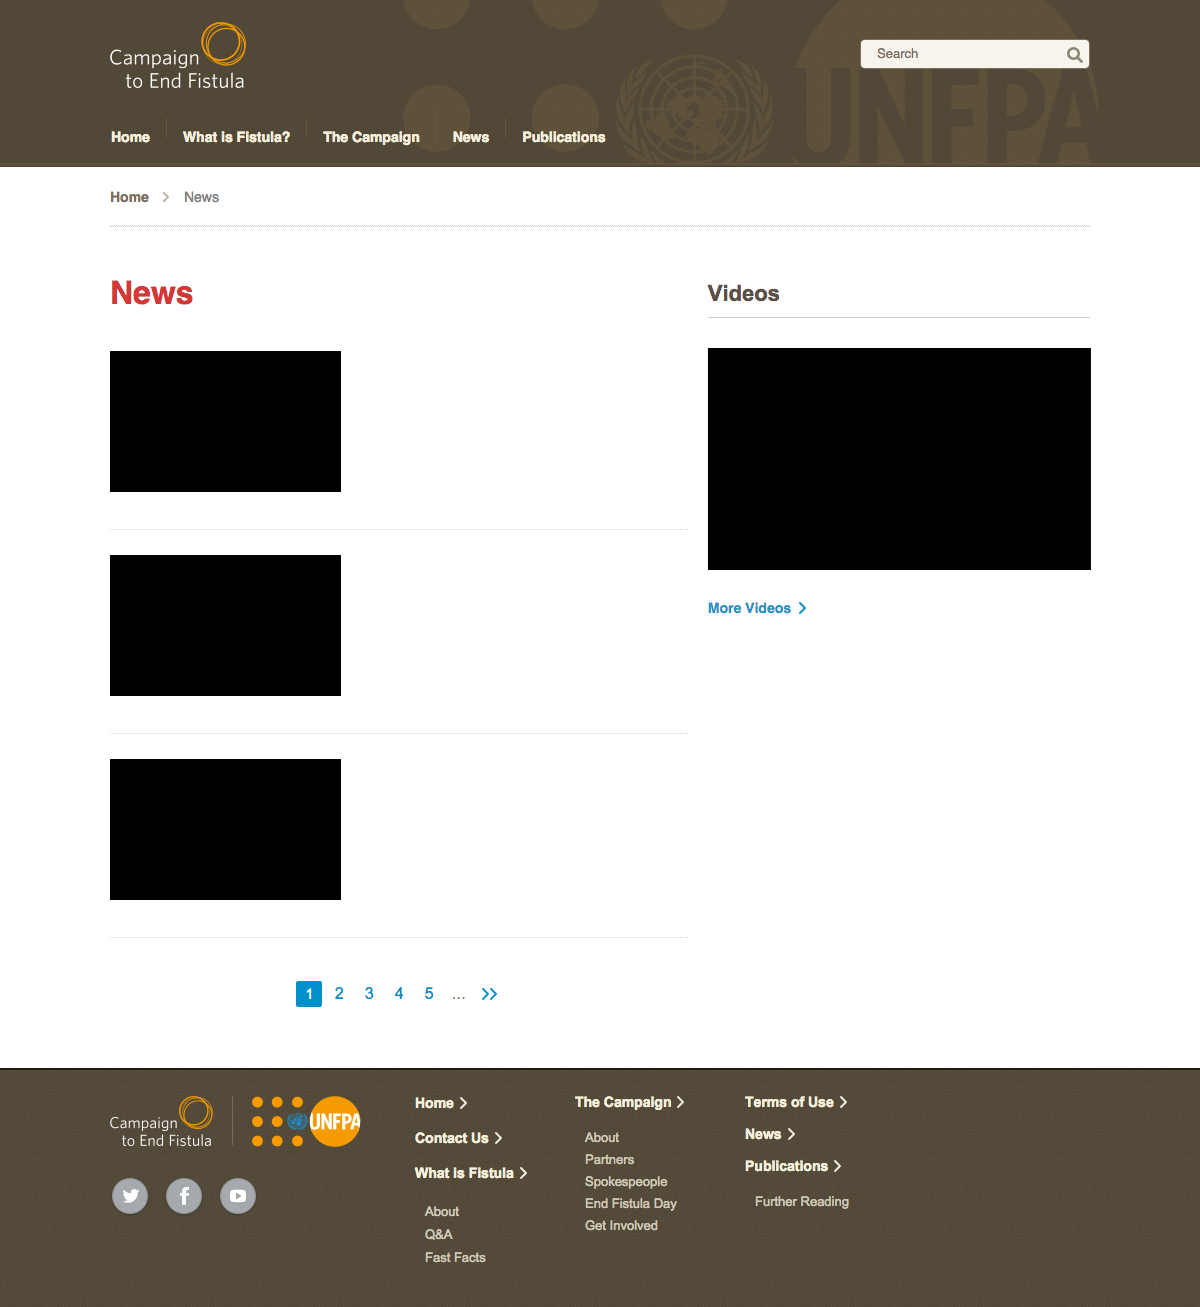 Campaign
to End Fistula
Search
UNFPA
Home
What is Fistula?
The Campaign
News
Publications
Home
News
News
Videos
More Videos
1 2 3 4 5 ... >>
Campaign
to End Fistula
UNFPA
Home
Contact Us
What is Fistula
About
Q&A
Fast Facts
The Campaign
About
Partners
Spokespeople
End Fistula Day
Get Involved
Terms of Use
News
Publications
Further Reading